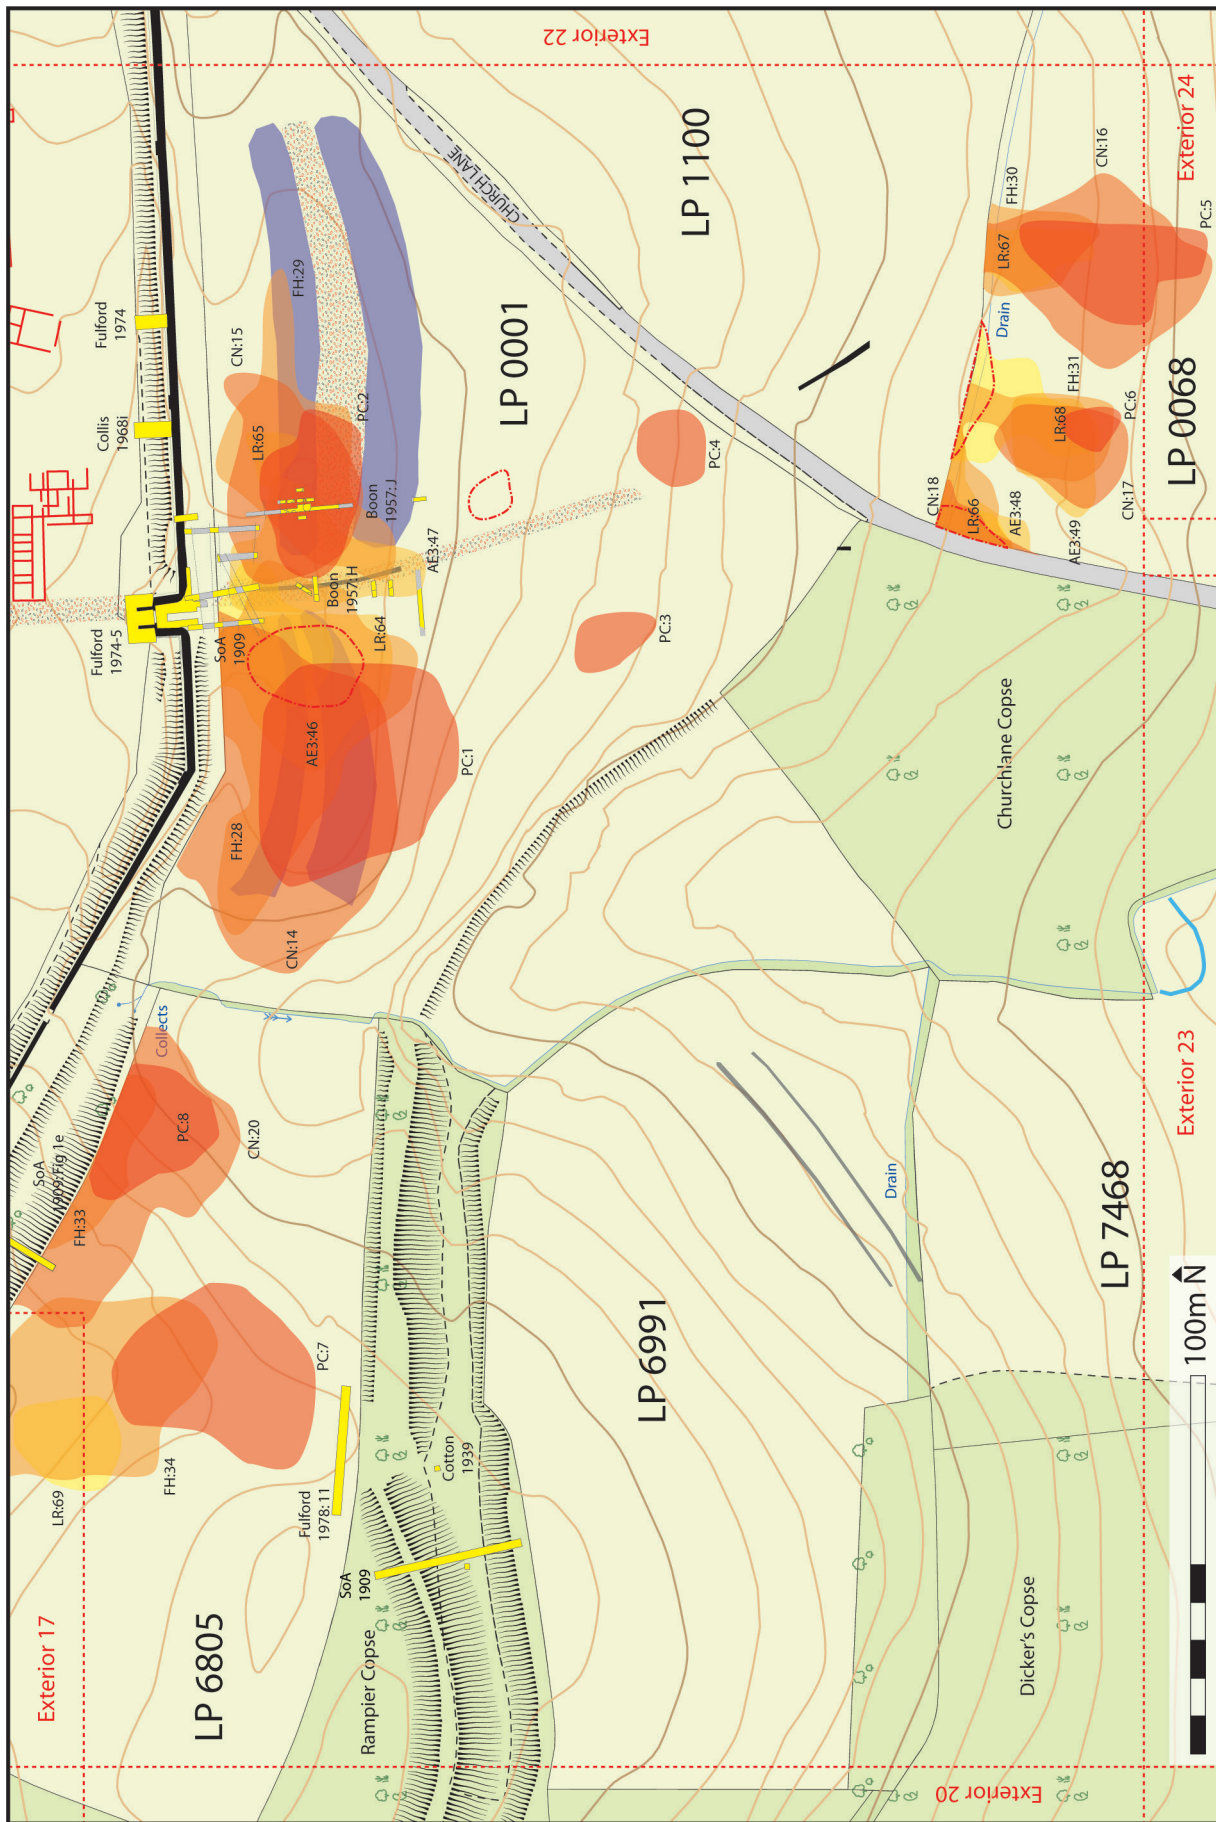 Exterior 17
LP 6805
LR:69
FH:34
PC:7
Fulford
1978: 11
FH:33
SoA
1909:Fig 1e
PC:8
CN:20
Collects
Rampier Copse
SoA
1909
Cotton
1939
Fulford
1974-5
Collis
1968i
Fulford
1974
SoA
1909
FH:28
CN:14
AE3:46
PC:1
LR:64
Boon
1957: H
AE3:47
Boon
1957: J
LR:65
CN:15
PC:2
FH:29
LP 0001
Exterior 22
CHURCH LANE
LP 1100
PC:3
PC:4
LP 6991
Drain
Churchlane Copse
Dicker's Copse
Exterior 20
LP 7468
Exterior 23
CN:18
LR:66
AE3:48
AE3:49
Drain
FH:31
LR:68
PC:6
CN:17
LR:67
FH:30
CN:16
PC:5
LP 0068
Exterior 24
100m N